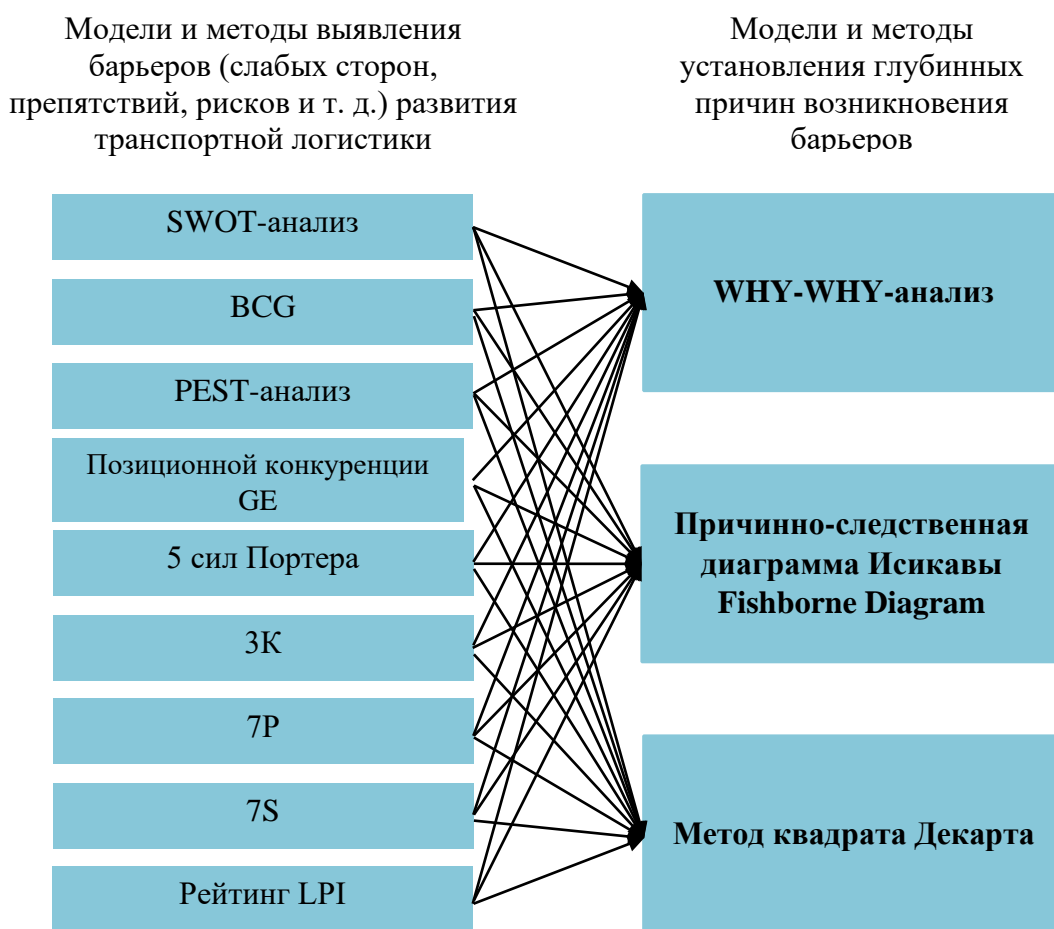 Модели и методы выявления
барьеров (слабых сторон,
препятствий, рисков и т. д.) развития
транспортной логистики
Модели и методы
установления глубинных
причин возникновения
барьеров
SWOT-анализ
BCG
PEST-анализ
Позиционной конкуренции
GE
5 сил Портера
3К
7P
7S
Рейтинг LPI
WHY-WHY-анализ
Причинно-следственная
диаграмма Исикавы
Fishborne Diagram
Метод квадрата Декарта